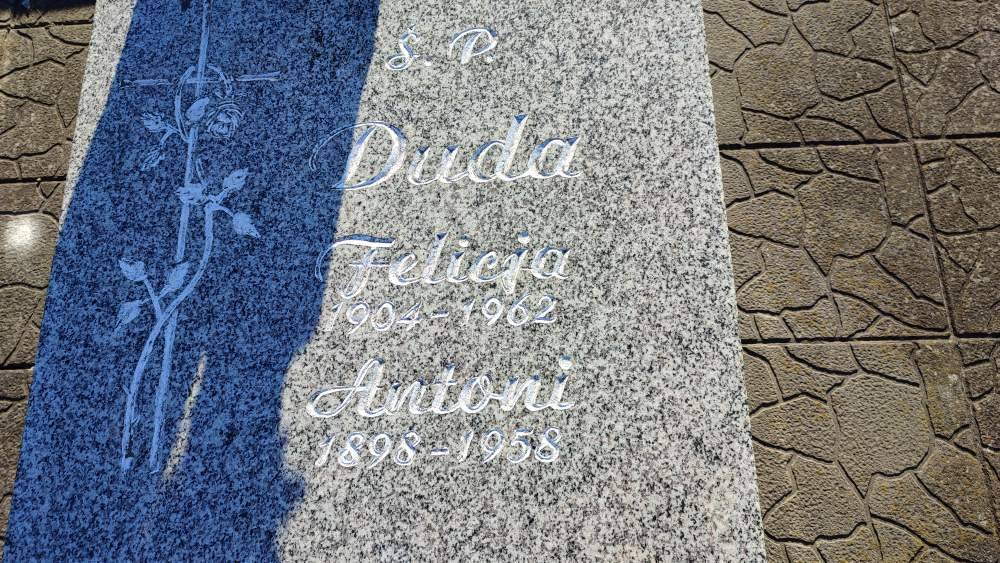 Ś. P.
Duda
Felicja
1904 - 1962
Antoni
1898 - 1958